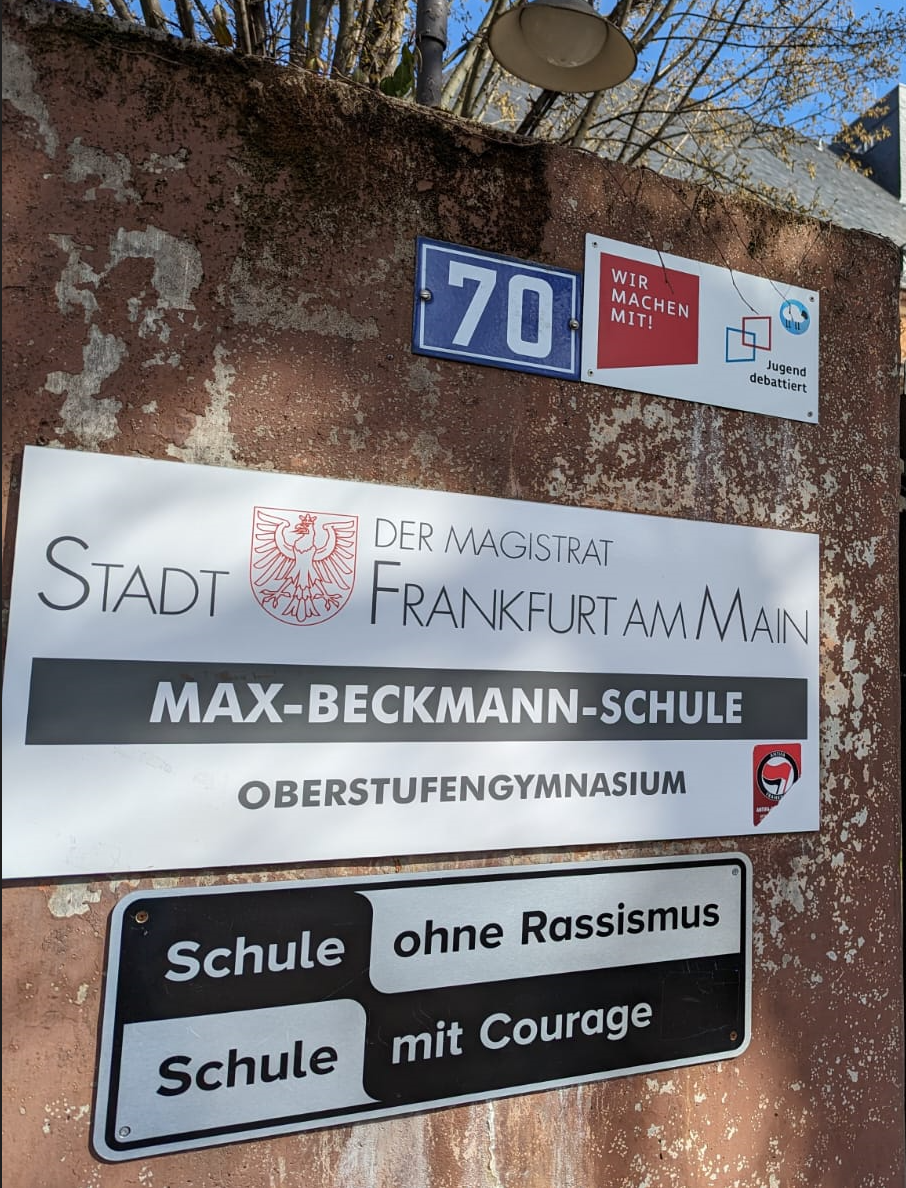 70
WIR
MACHEN
MIT!
Jugend
debattiert
STADT
DER MAGISTRAT
FRANKFURT AM MAIN
MAX-BECKMANN-SCHULE
OBERSTUFENGYMNASIUM
Schule ohne Rassismus
Schule mit Courage